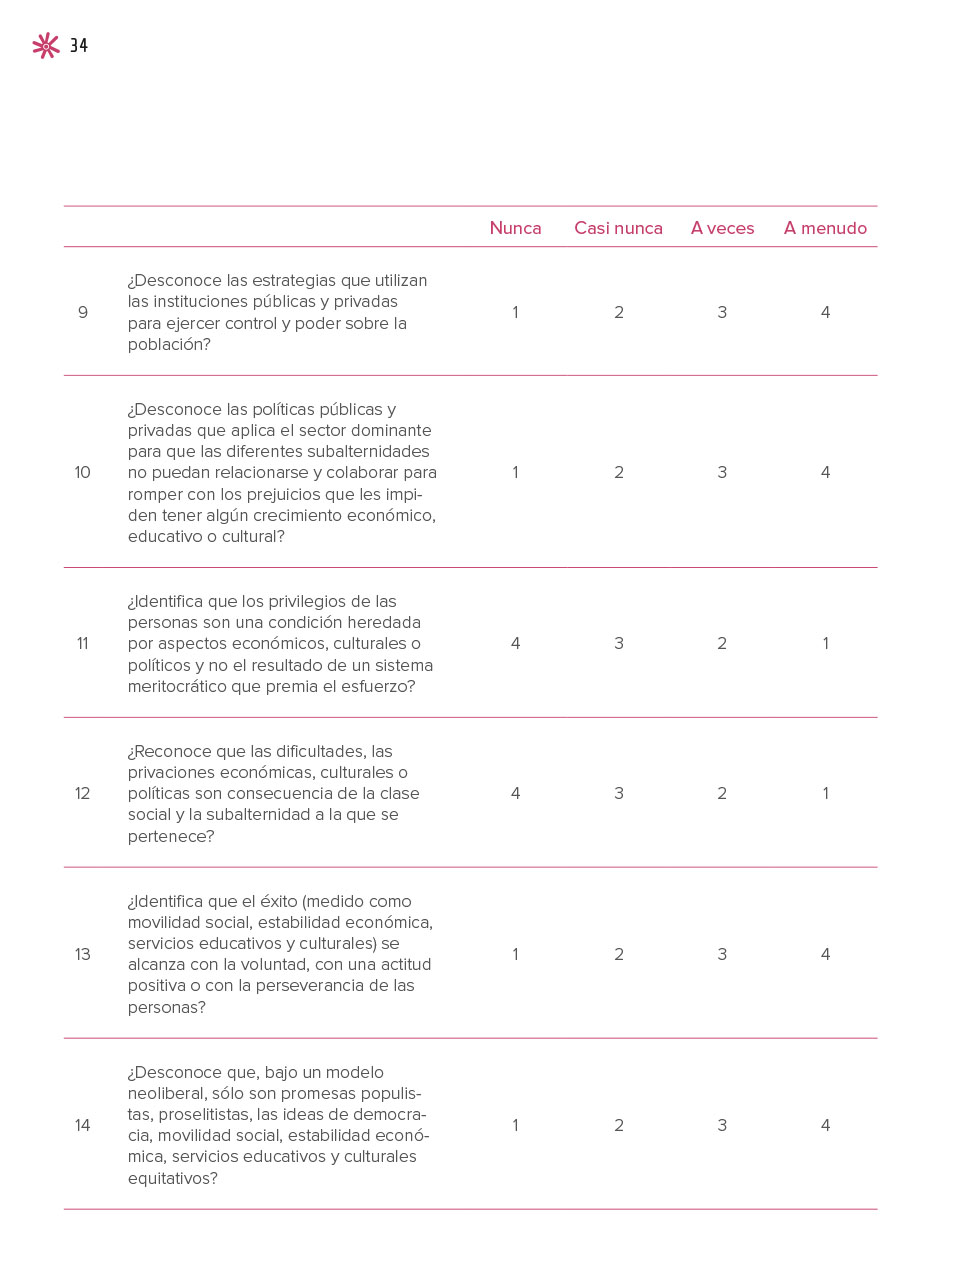 34
Nunca Casi nunca A veces A menudo
¿Desconoce las estrategias que utilizan
las instituciones públicas y privadas
9 para ejercer control y poder sobre la 1 2 3 4
población?
¿Desconoce las políticas públicas y
privadas que aplica el sector dominante
para que las diferentes subalternidades
10 no puedan relacionarse y colaborar para 1 2 3 4
romper con los prejuicios que les impi-
den tener algún crecimiento económico,
educativo o cultural?
¿Identifica que los privilegios de las
personas son una condición heredada
11 por aspectos económicos, culturales o 4 3 2 1
políticos y no el resultado de un sistema
meritocrático que premia el esfuerzo?
¿Reconoce que las dificultades, las
privaciones económicas, culturales o
12 políticas son consecuencia de la clase 4 3 2 1
social y la subalternidad a la que se
pertenece?
¿Identifica que el éxito (medido como
movilidad social, estabilidad económica,
servicios educativos y culturales) se
13 alcanza con la voluntad, con una actitud 1 2 3 4
positiva o con la perseverancia de las
personas?
¿Desconoce que, bajo un modelo
neoliberal, sólo son promesas populis-
tas, proselitistas, las ideas de democra-
14 cia, movilidad social, estabilidad econó- 1 2 3 4
mica, servicios educativos y culturales
equitativos?